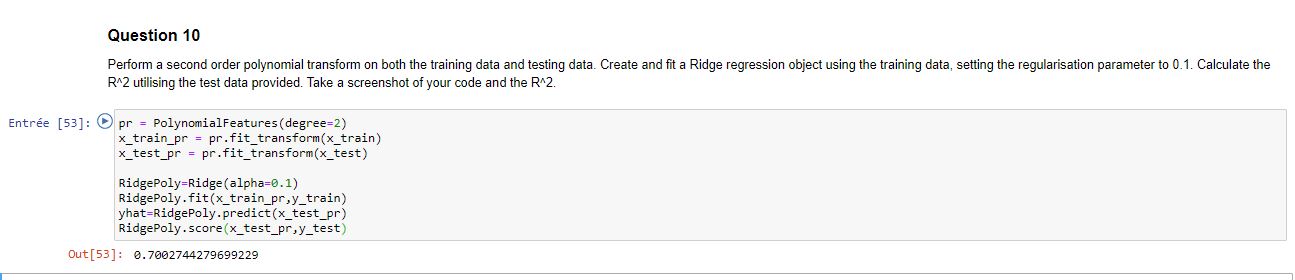 Question 10
Perform a second order polynomial transform on both the training data and testing data. Create and fit a Ridge regression object using the training data, setting the regularisation parameter to 0.1. Calculate the
R^2 utilising the test data provided. Take a screenshot of your code and the R^2.
Entrée [53]: pr = PolynomialFeatures(degree=2)
x_train_pr = pr.fit_transform(x_train)
x_test_pr = pr.fit_transform(x_test)
RidgePoly=Ridge(alpha=0.1)
RidgePoly.fit(x_train_pr,y_train)
yhat=RidgePoly.predict(x_test_pr)
RidgePoly.score(x_test_pr,y_test)
Out[53]: 0.7002744279699229